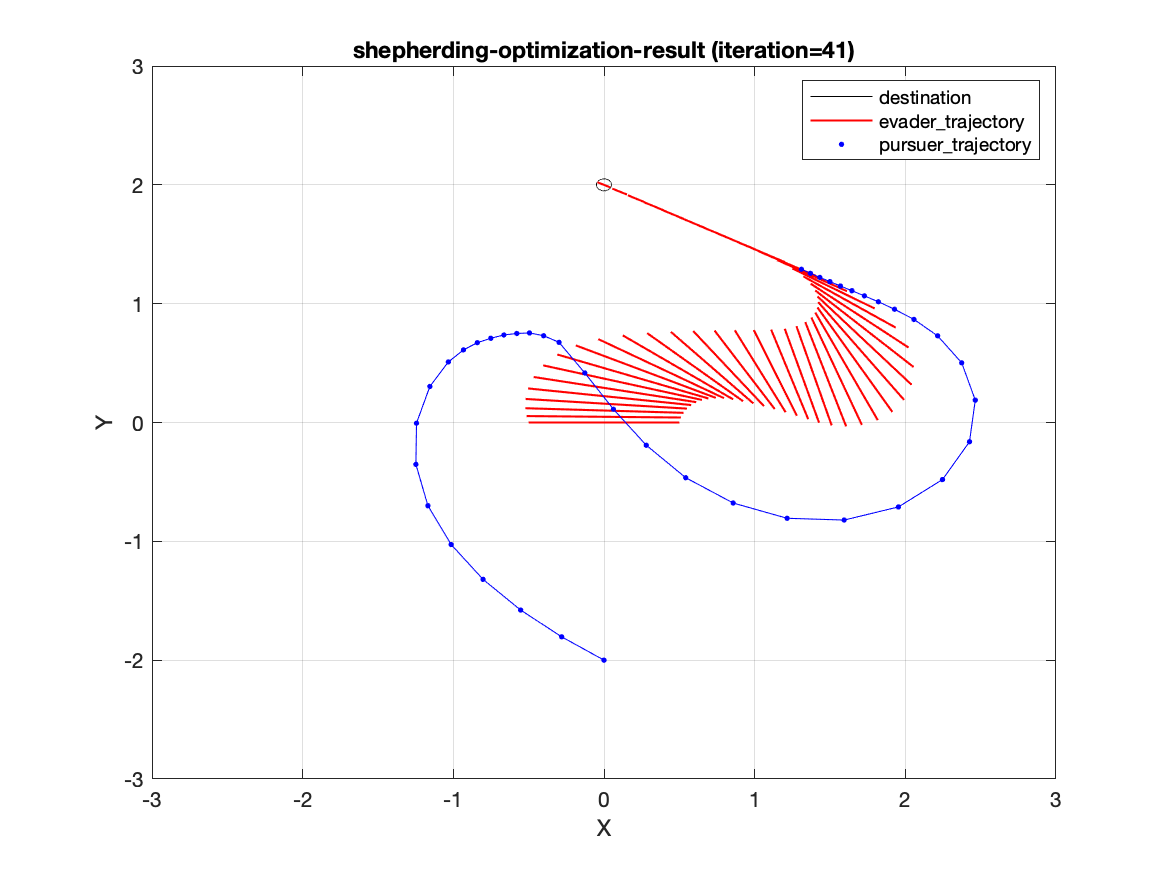 shepherding-optimization-result (iteration=41)
destination
evader_trajectory
pursuer_trajectory
3
2
1
0
-1
-2
-3
Y
-3 -2 -1 0 1 2 3
X